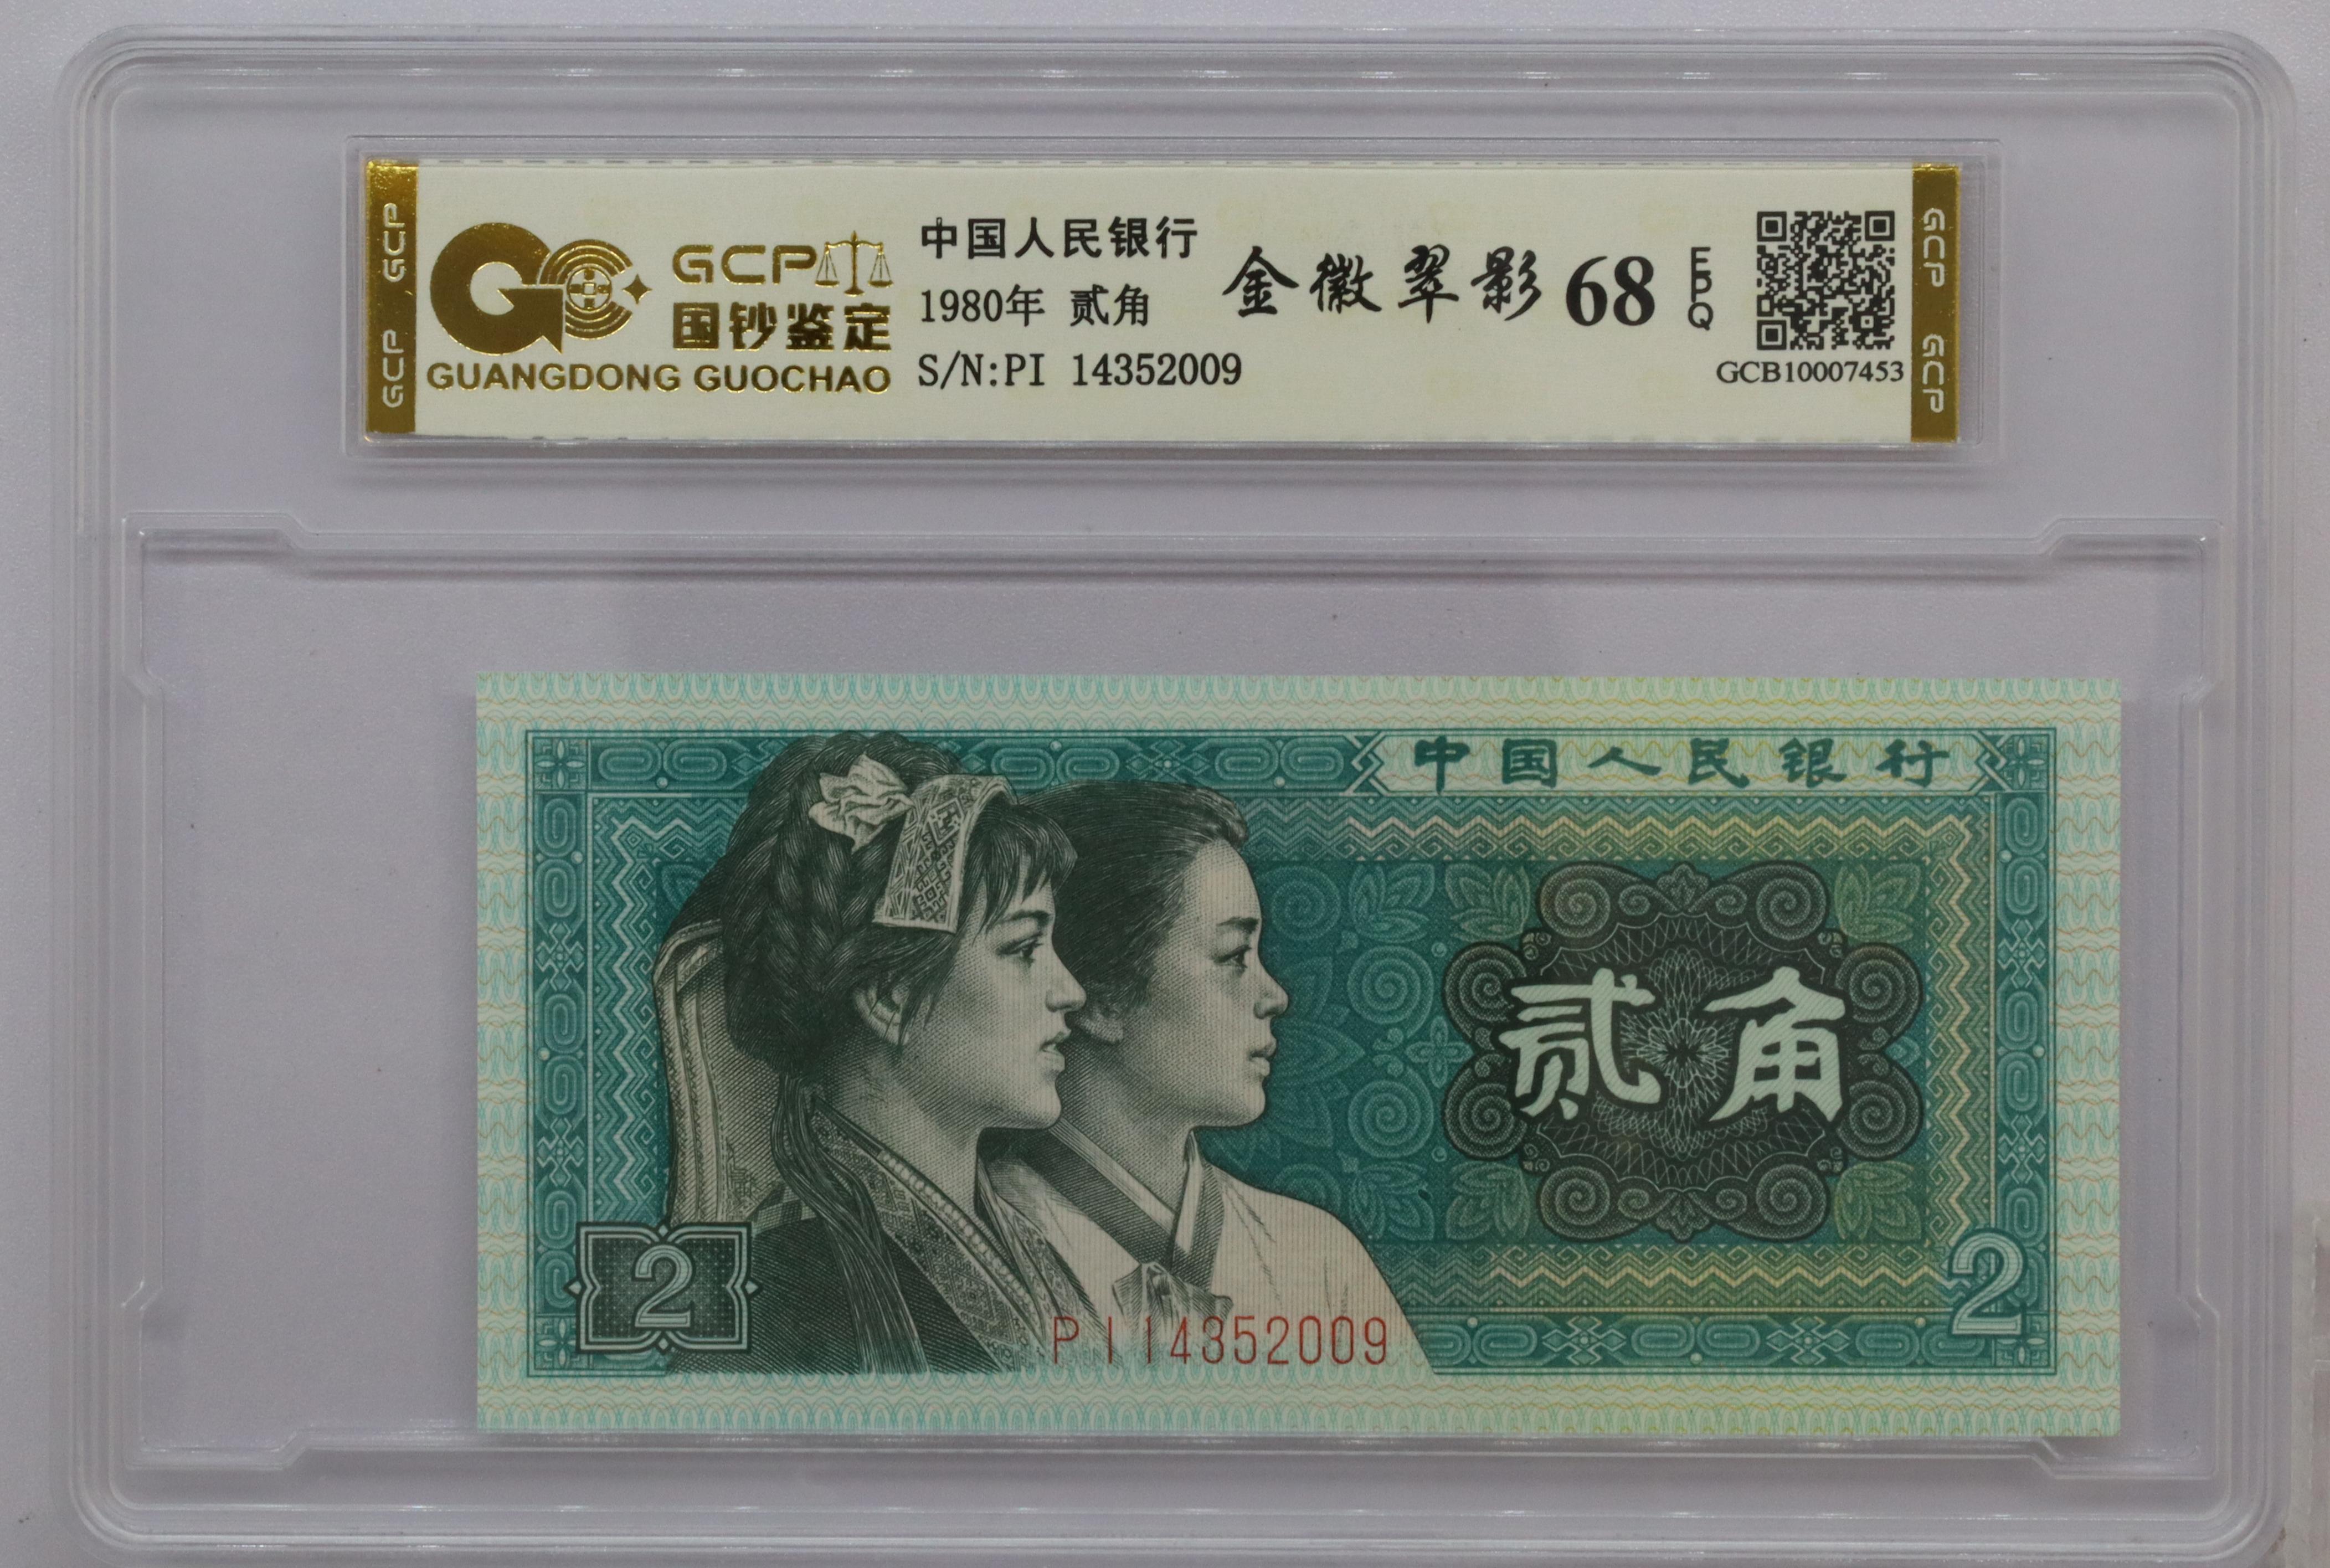 GCP GCP
GCP
国钞鉴定
GUANGDONG GUOCHAO
中国人民银行
1980年 贰角
S/N:PI 14352009
金徽翠影 68 EPQ
GCB10007453
GCP GCP
中国人民银行
贰角
2
2
PI14352009